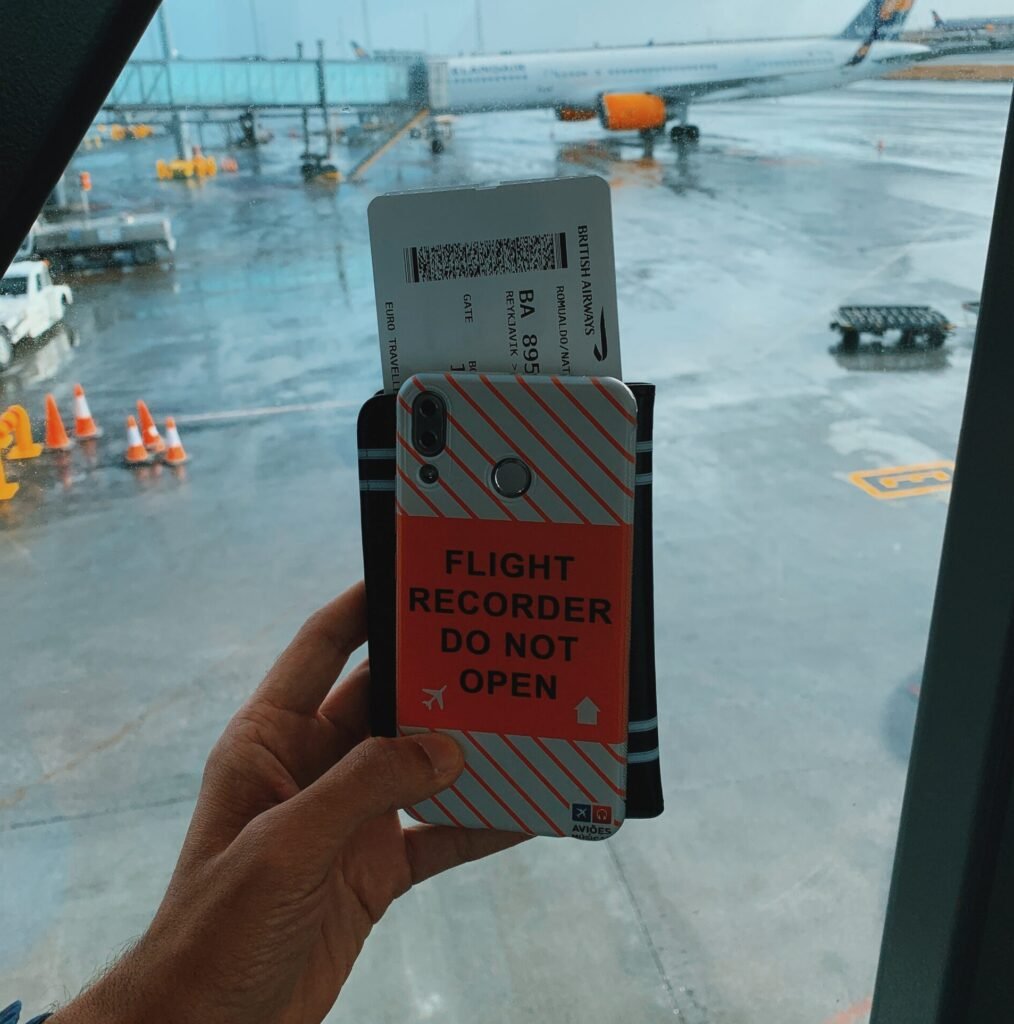 BRITISH AIRWAYS
ROMUALDO/NAT
BA 895
REYKJAVIK >
GATE
EURO TRAVELL
FLIGHT
RECORDER
DO NOT
OPEN
AVIÕES